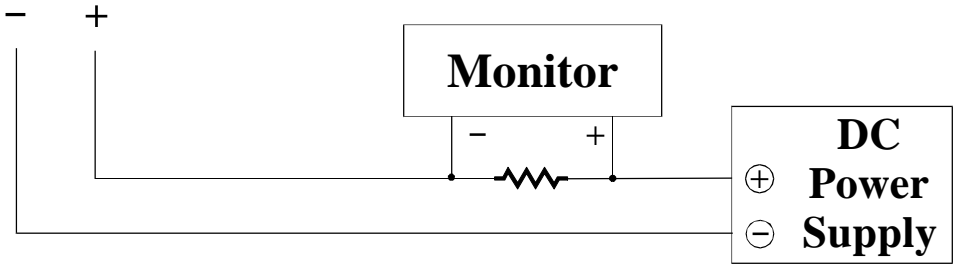 − +
Monitor
− +
DC
+ Power
− Supply